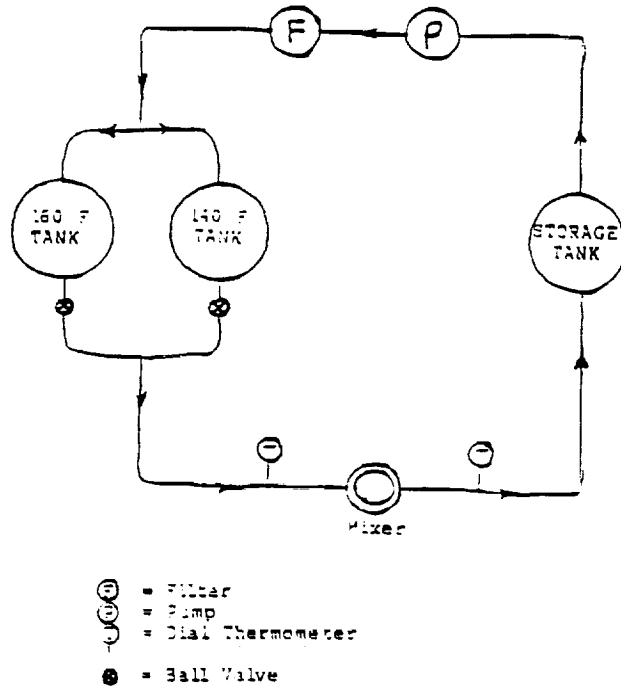 F
P
160 F
TANK
140 F
TANK
STORAGE
TANK
T
T
Mixer
F = Filter
P = Pump
T = Dial Thermometer
= Ball Valve